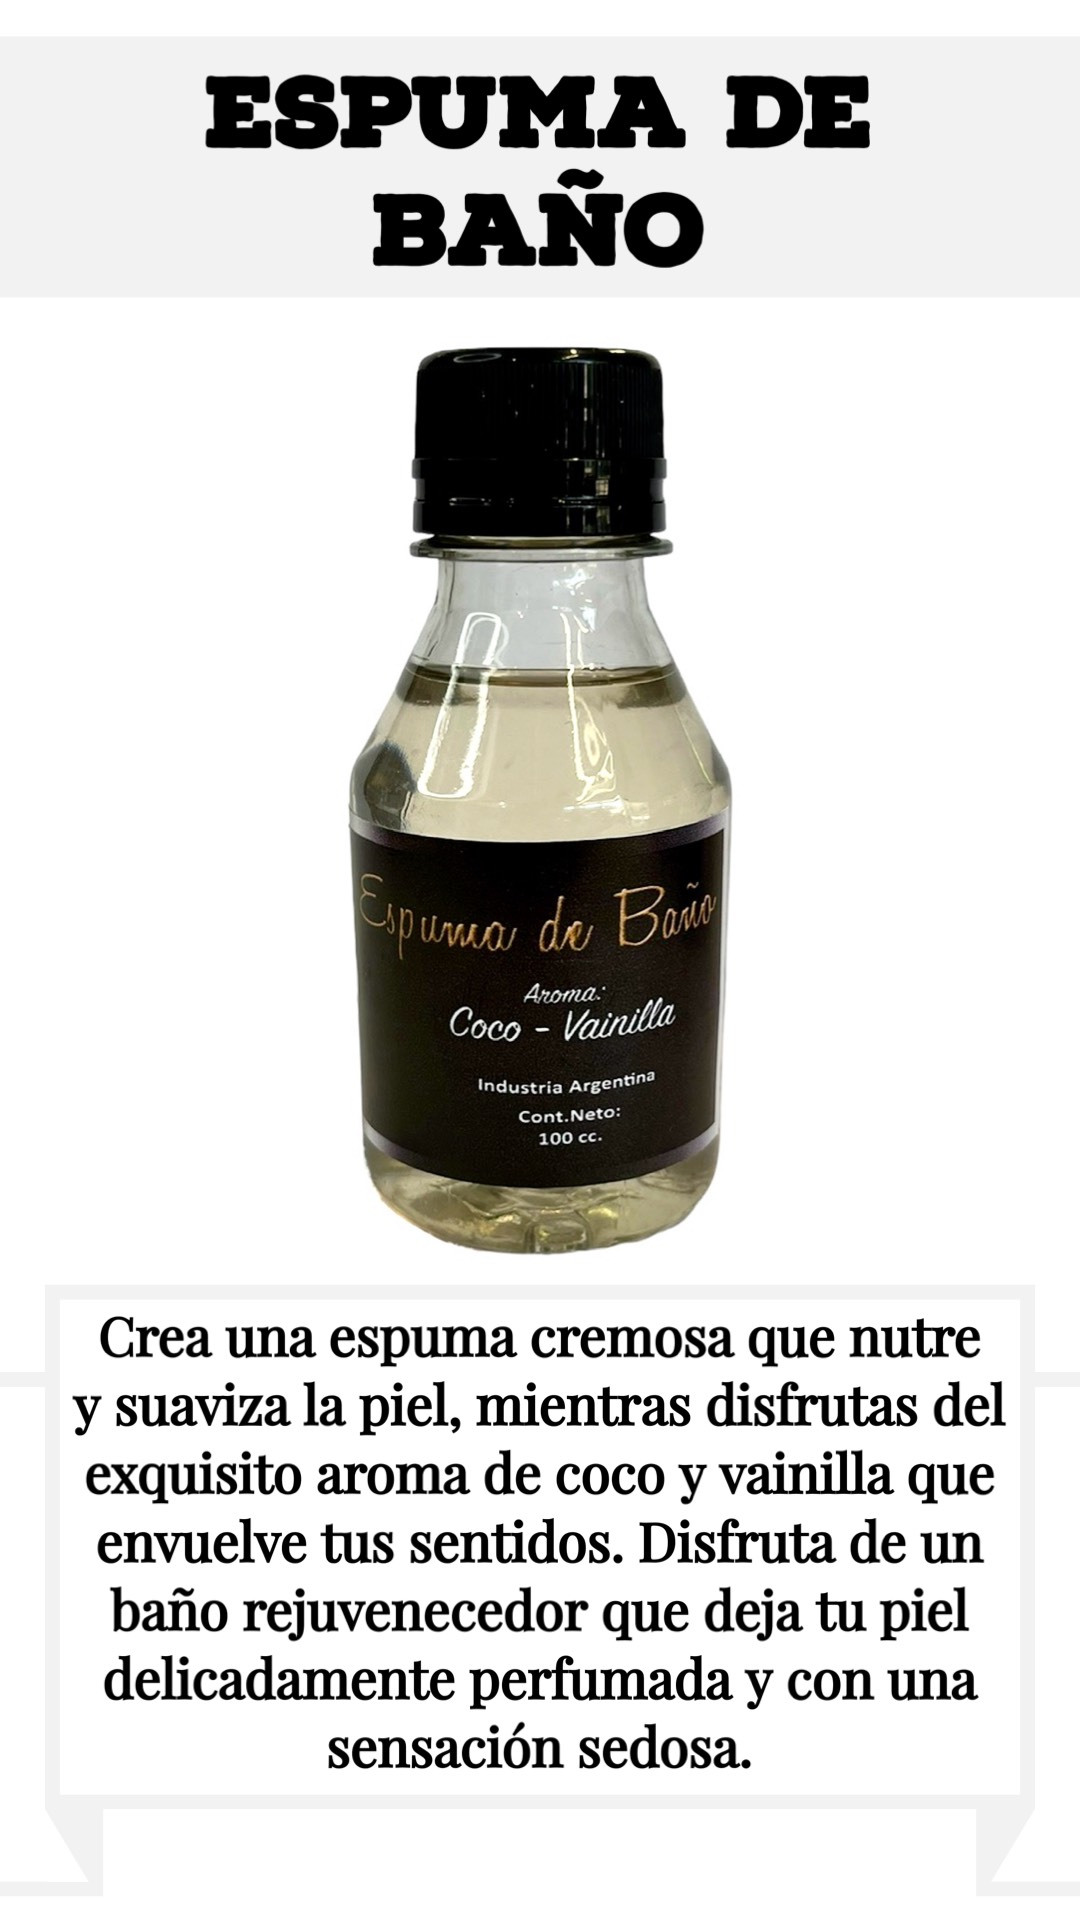 ESPUMA DE
BAÑO
Espuma de Baño
Aroma:
Coco - Vainilla
Industria Argentina
Cont.Neto:
100 cc.
Crea una espuma cremosa que nutre
y suaviza la piel, mientras disfrutas del
exquisito aroma de coco y vainilla que
envuelve tus sentidos. Disfruta de un
baño rejuvenecedor que deja tu piel
delicadamente perfumada y con una
sensación sedosa.